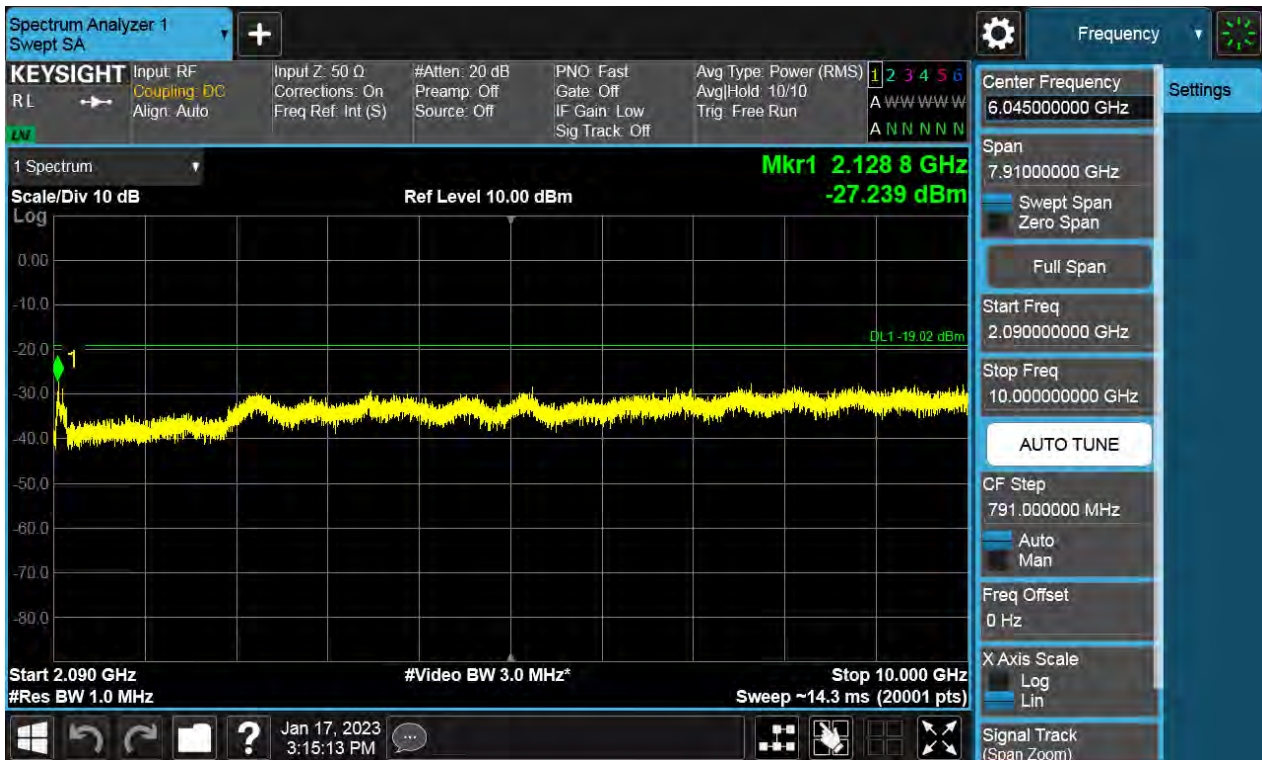 Spectrum Analyzer 1
Swept SA
+
Frequency
KEYSIGHT
RL
LXI
Input: RF
Coupling: DC
Align: Auto
Input Z: 50 Ω
Corrections: On
Freq Ref: Int (S)
#Atten: 20 dB
Preamp: Off
Source: Off
PNO: Fast
Gate: Off
IF Gain: Low
Sig Track: Off
Avg Type: Power (RMS)
Avg|Hold: 10/10
Trig: Free Run
1 2 3 4 5 6
A W W W W W W
A N N N N N
1 Spectrum
Mkr1 2.128 8 GHz
-27.239 dBm
Scale/Div 10 dB
Ref Level 10.00 dBm
Log
0.00
-10.0
-20.0
-30.0
-40.0
-50.0
-60.0
-70.0
-80.0
1
DL1 -19.02 dBm
Start 2.090 GHz
#Video BW 3.0 MHz*
Stop 10.000 GHz
#Res BW 1.0 MHz
Sweep ~14.3 ms (20001 pts)
?
Jan 17, 2023
3:15:13 PM
Center Frequency
6.045000000 GHz
Settings
Span
7.91000000 GHz
Swept Span
Zero Span
Full Span
Start Freq
2.090000000 GHz
Stop Freq
10.000000000 GHz
AUTO TUNE
CF Step
791.000000 MHz
Auto
Man
Freq Offset
0 Hz
X Axis Scale
Log
Lin
Signal Track
(Span Zoom)